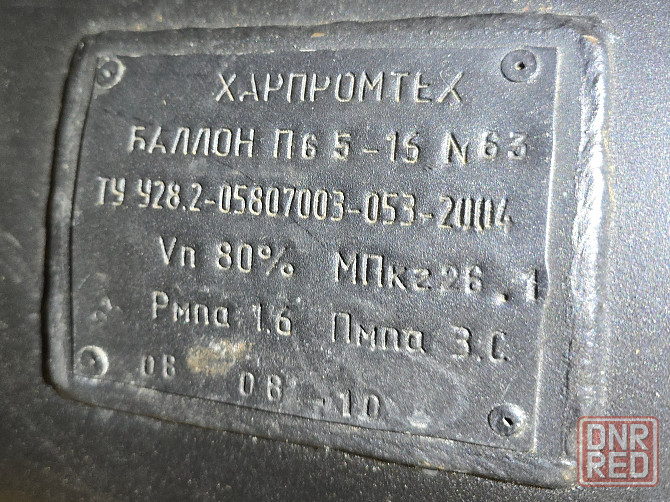 ХАРПРОМТЕХ
БАЛЛОН ПБ 5-15 N 63
ТУ У28.2-05807003-053-2004
Vп 80% МПкг 26.1
Рмпа 1.6 Пмпа 3.0
08 08 -10
DNR
RED